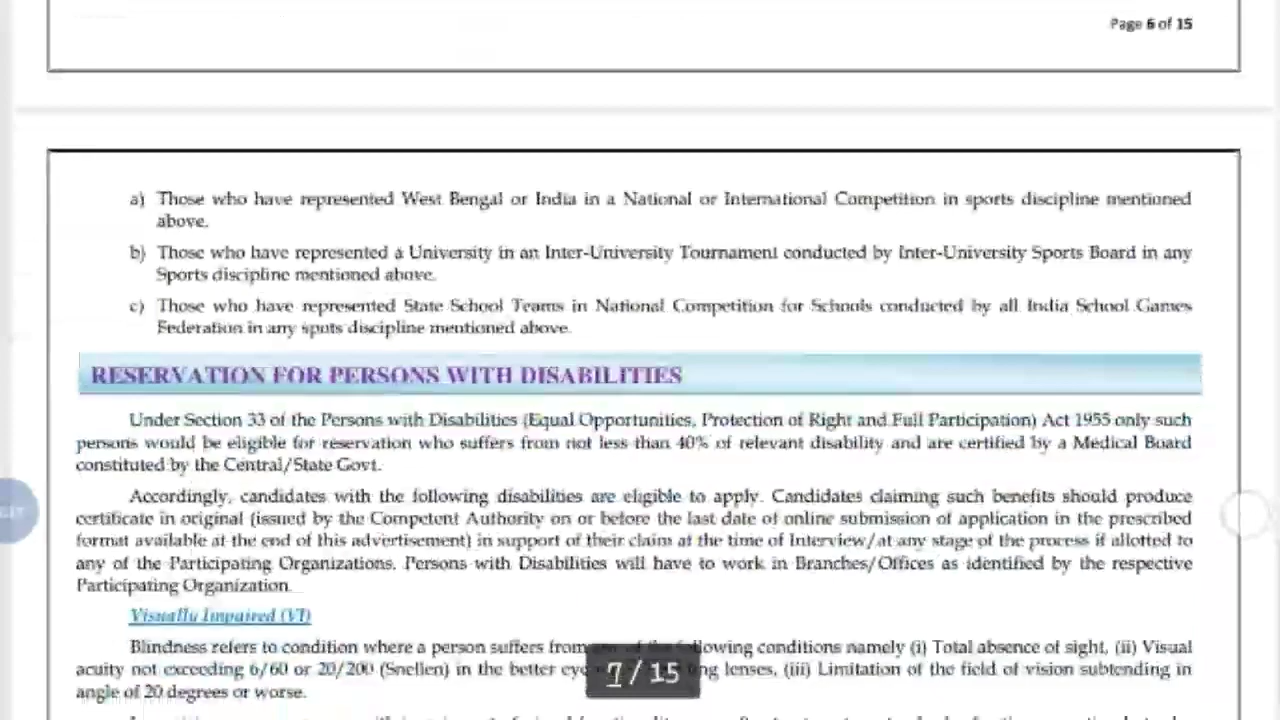 Page 6 of 15
a) Those who have represented West Bengal or India in a National or International Competition in sports discipline mentioned
above.
b) Those who have represented a University in an Inter-University Tournament conducted by Inter-University Sports Board in any
Sports discipline mentioned above.
c) Those who have represented State School Teams in National Competition for Schools conducted by all India School Games
Federation in any spots discipline mentioned above.
RESERVATION FOR PERSONS WITH DISABILITIES
Under Section 33 of the Persons with Disabilities (Equal Opportunities, Protection of Right and Full Participation) Act 1955 only such
persons would be eligible for reservation who suffers from not less than 40% of relevant disability and are certified by a Medical Board
constituted by the Central/State Govt.
Accordingly, candidates with the following disabilities are eligible to apply. Candidates claiming such benefits should produce
certificate in original (issued by the Competent Authority on or before the last date of online submission of application in the prescribed
format available at the end of this advertisement) in support of their claim at the time of Interview/at any stage of the process if allotted to
any of the Participating Organizations. Persons with Disabilities will have to work in Branches/Offices as identified by the respective
Participating Organization.
Visually Impaired (VI)
Blindness refers to condition where a person suffers from following conditions namely (i) Total absence of sight, (ii) Visual
acuity not exceeding 6/60 or 20/200 (Snellen) in the better eye lenses, (iii) Limitation of the field of vision subtending in
angle of 20 degrees or worse.
7 / 15